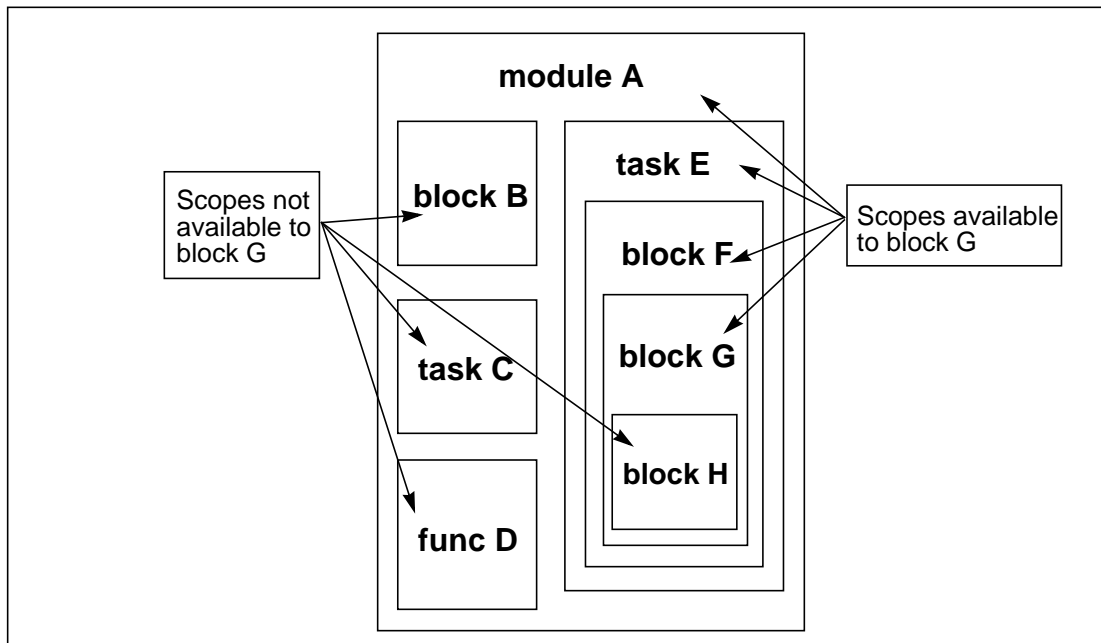 module A
task E
block B
Scopes not
available to
block G
Scopes available
to block G
block F
block G
task C
block H
func D